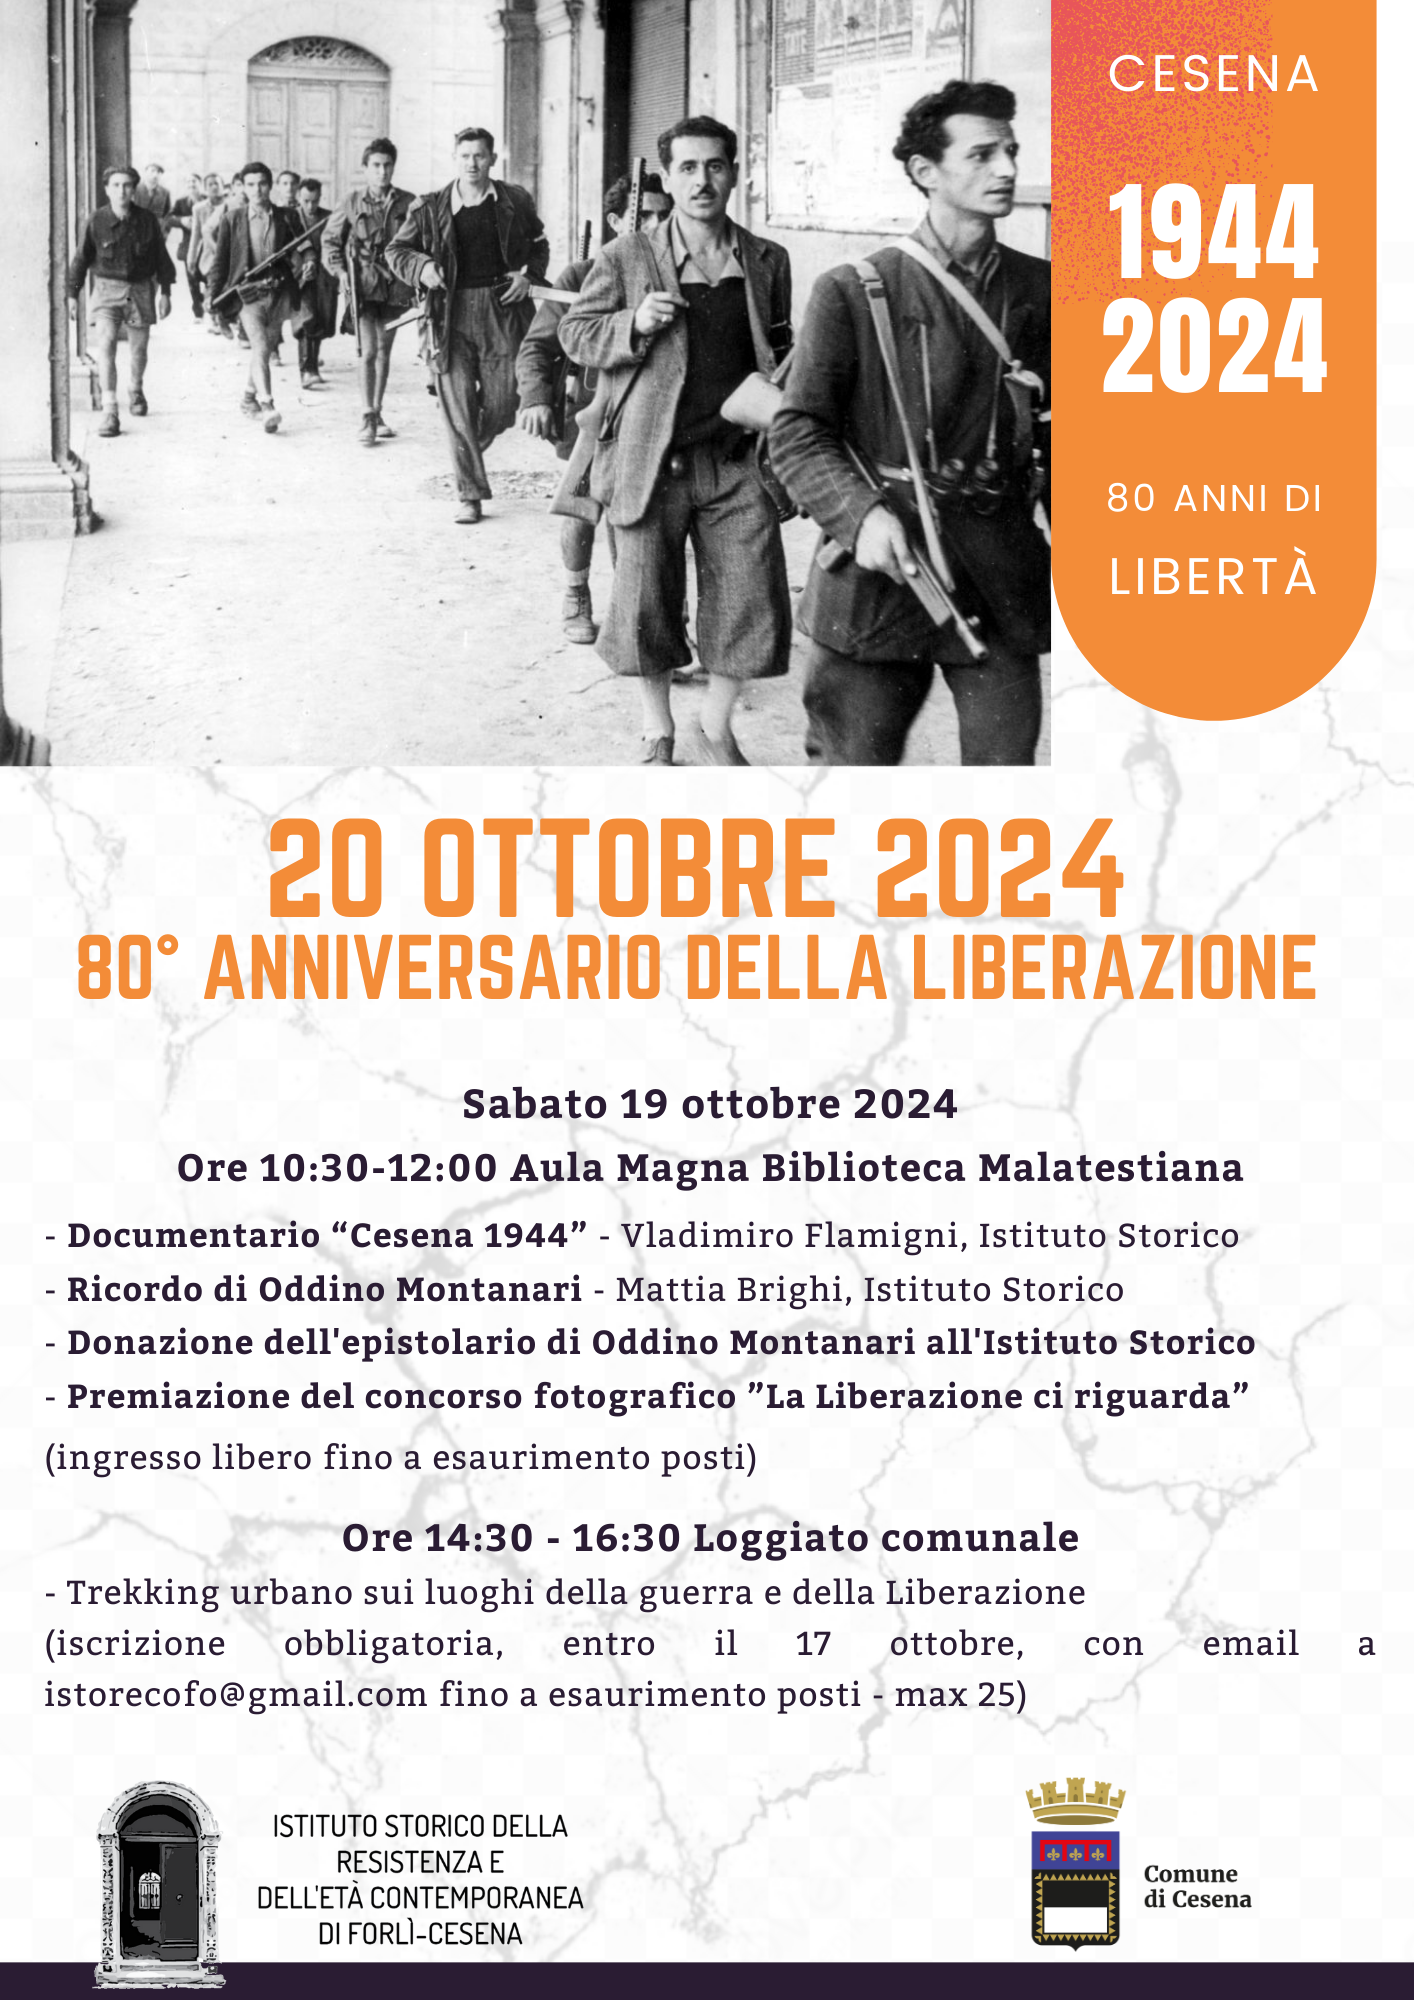 CESENA
1944
2024
80 ANNI DI
LIBERTÀ
20 OTTOBRE 2024
80° ANNIVERSARIO DELLA LIBERAZIONE
Sabato 19 ottobre 2024
Ore 10:30-12:00 Aula Magna Biblioteca Malatestiana
- Documentario “Cesena 1944” - Vladimiro Flamigni, Istituto Storico
- Ricordo di Oddino Montanari - Mattia Brighi, Istituto Storico
- Donazione dell'epistolario di Oddino Montanari all'Istituto Storico
- Premiazione del concorso fotografico ”La Liberazione ci riguarda”
(ingresso libero fino a esaurimento posti)
Ore 14:30 - 16:30 Loggiato comunale
- Trekking urbano sui luoghi della guerra e della Liberazione
(iscrizione obbligatoria, entro il 17 ottobre, con email a
istorecofo@gmail.com fino a esaurimento posti - max 25)
ISTITUTO STORICO DELLA
RESISTENZA E
DELL'ETÀ CONTEMPORANEA
DI FORLÌ-CESENA
Comune
di Cesena